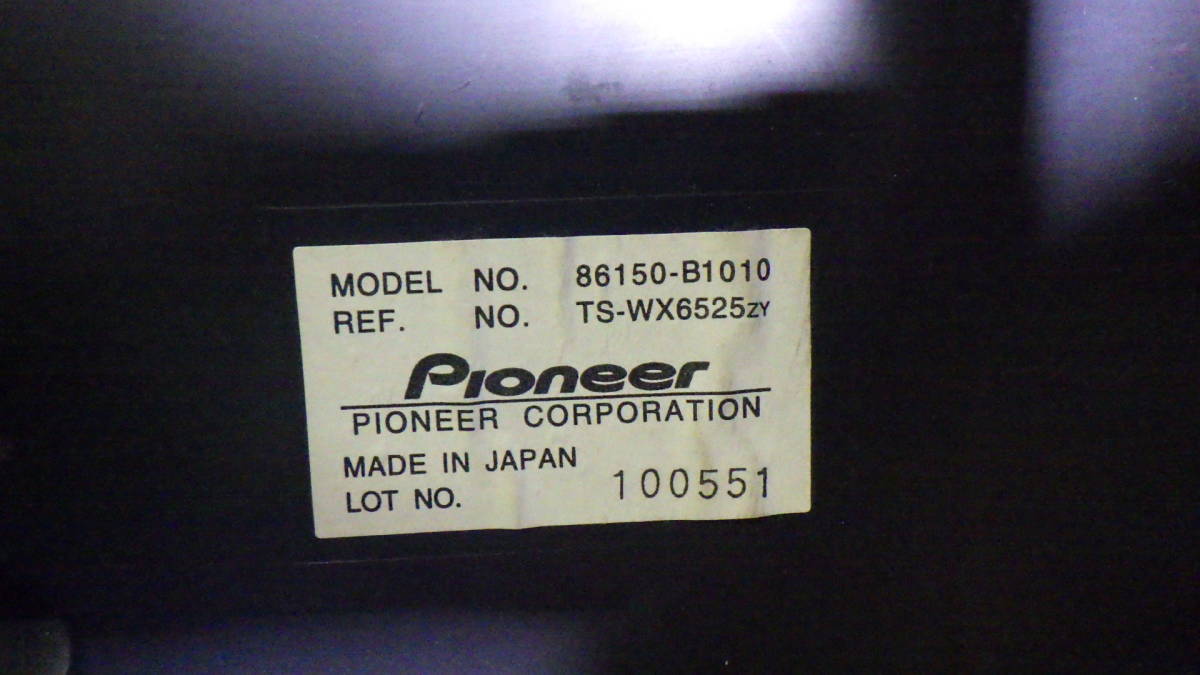 MODEL NO. 86150-B1010
REF. NO. TS-WX6525ZY
Pioneer
PIONEER CORPORATION
MADE IN JAPAN
LOT NO. 100551